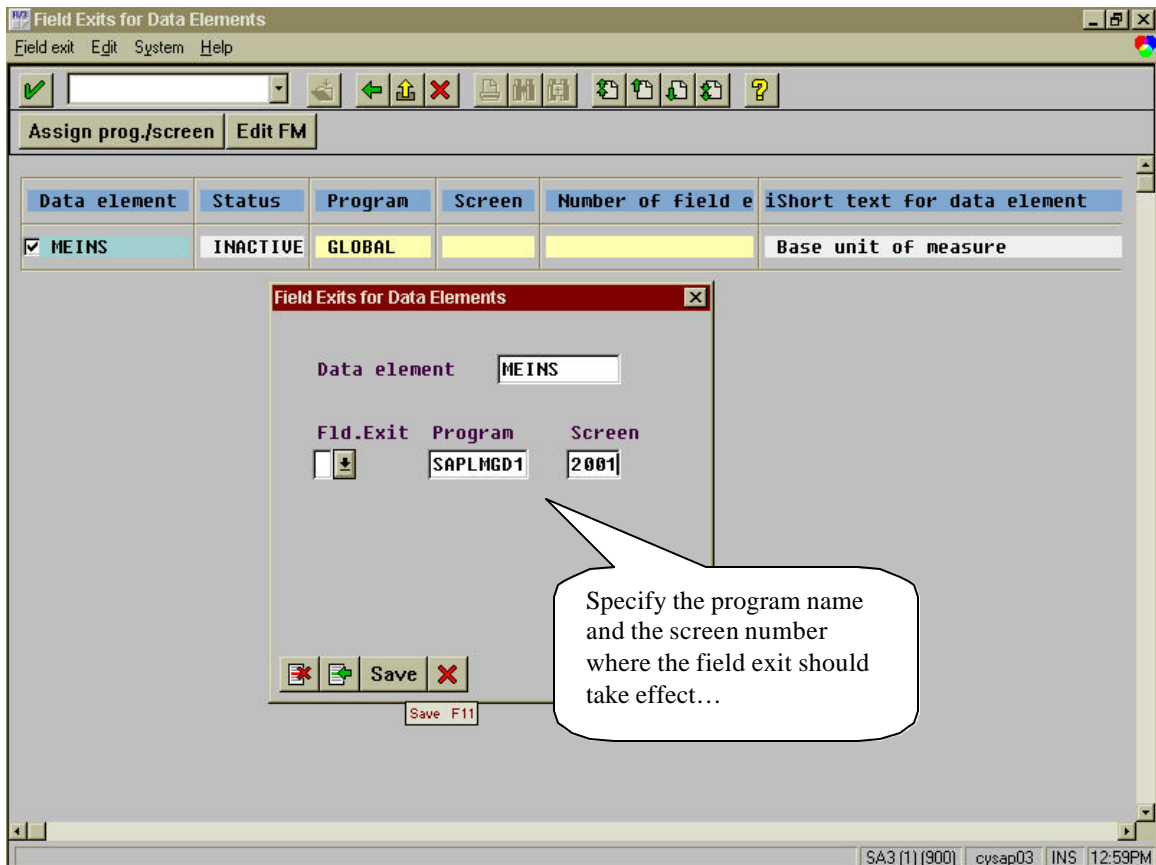 Field Exits for Data Elements
Field exit Edit System Help
Assign prog./screen Edit FM
Data element Status Program Screen Number of field e iShort text for data element
MEINS INACTIVE GLOBAL Base unit of measure
Field Exits for Data Elements
Data element MEINS
Fld.Exit Program Screen
SAPLMGD1 2001
Specify the program name
and the screen number
where the field exit should
take effect…
Save
Save F11
SA3 (1) (900) cysap03 INS 12:59PM